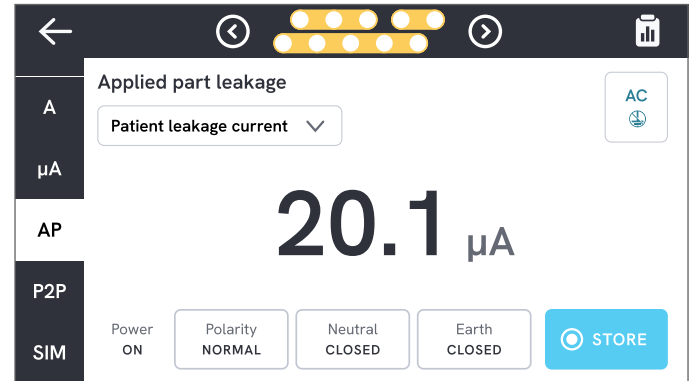 Applied part leakage
AC
Patient leakage current
A
µA
AP
P2P
SIM
20.1 µA
Power
ON
Polarity
NORMAL
Neutral
CLOSED
Earth
CLOSED
STORE